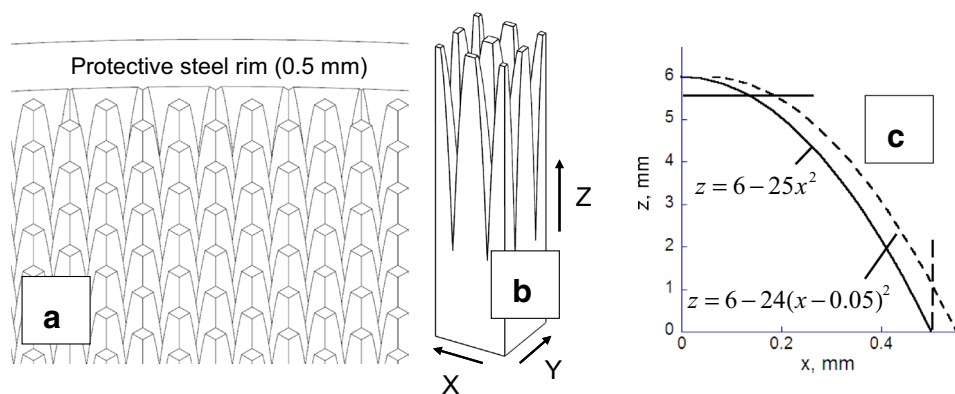 Protective steel rim (0.5 mm)
a
Z
b
X
Y
z, mm
6
5
4
3
2
1
0
c
z = 6 − 25x²
z = 6 − 24(x − 0.05)²
0
0.2
0.4
x, mm